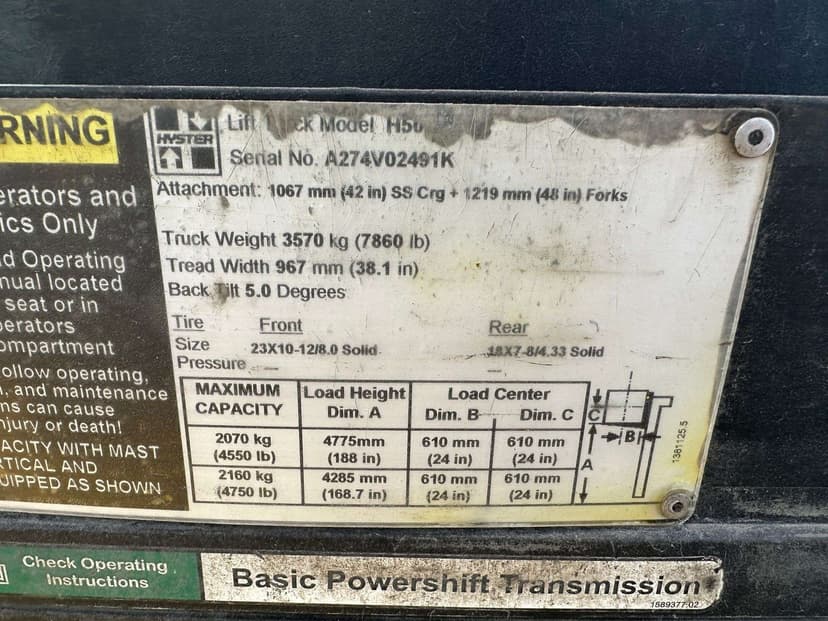 RNING
erators and
ics Only
d Operating
nual located
seat or in
perators
ompartment
ollow operating,
, and maintenance
ns can cause
njury or death!
ACITY WITH MAST
RTICAL AND
UIPPED AS SHOWN
HYSTER
Lift ck Model H50
Serial No. A274V02491K
Attachment: 1067 mm (42 in) SS Crg + 1219 mm (48 in) Forks
Truck Weight 3570 kg (7860 lb)
Tread Width 967 mm (38.1 in)
Back Tilt 5.0 Degrees
Tire Front Rear
Size 23X10-12/8.0 Solid 18X7-8/4.33 Solid
Pressure
MAXIMUM CAPACITY Load Height Dim. A Load Center Dim. B Dim. C
2070 kg 4775mm 610 mm 610 mm
(4550 lb) (188 in) (24 in) (24 in)
2160 kg 4285 mm 610 mm 610 mm
(4750 lb) (168.7 in) (24 in) (24 in)
C
B
A
1381125.5
Check Operating
Instructions
Basic Powershift Transmission
1589377.02